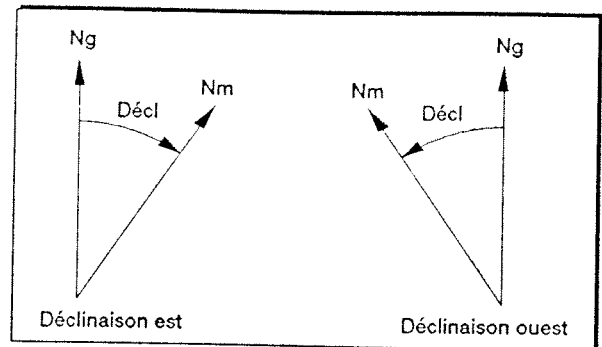 Ng
Nm
Décl
Déclinaison est
Ng
Nm
Décl
Déclinaison ouest